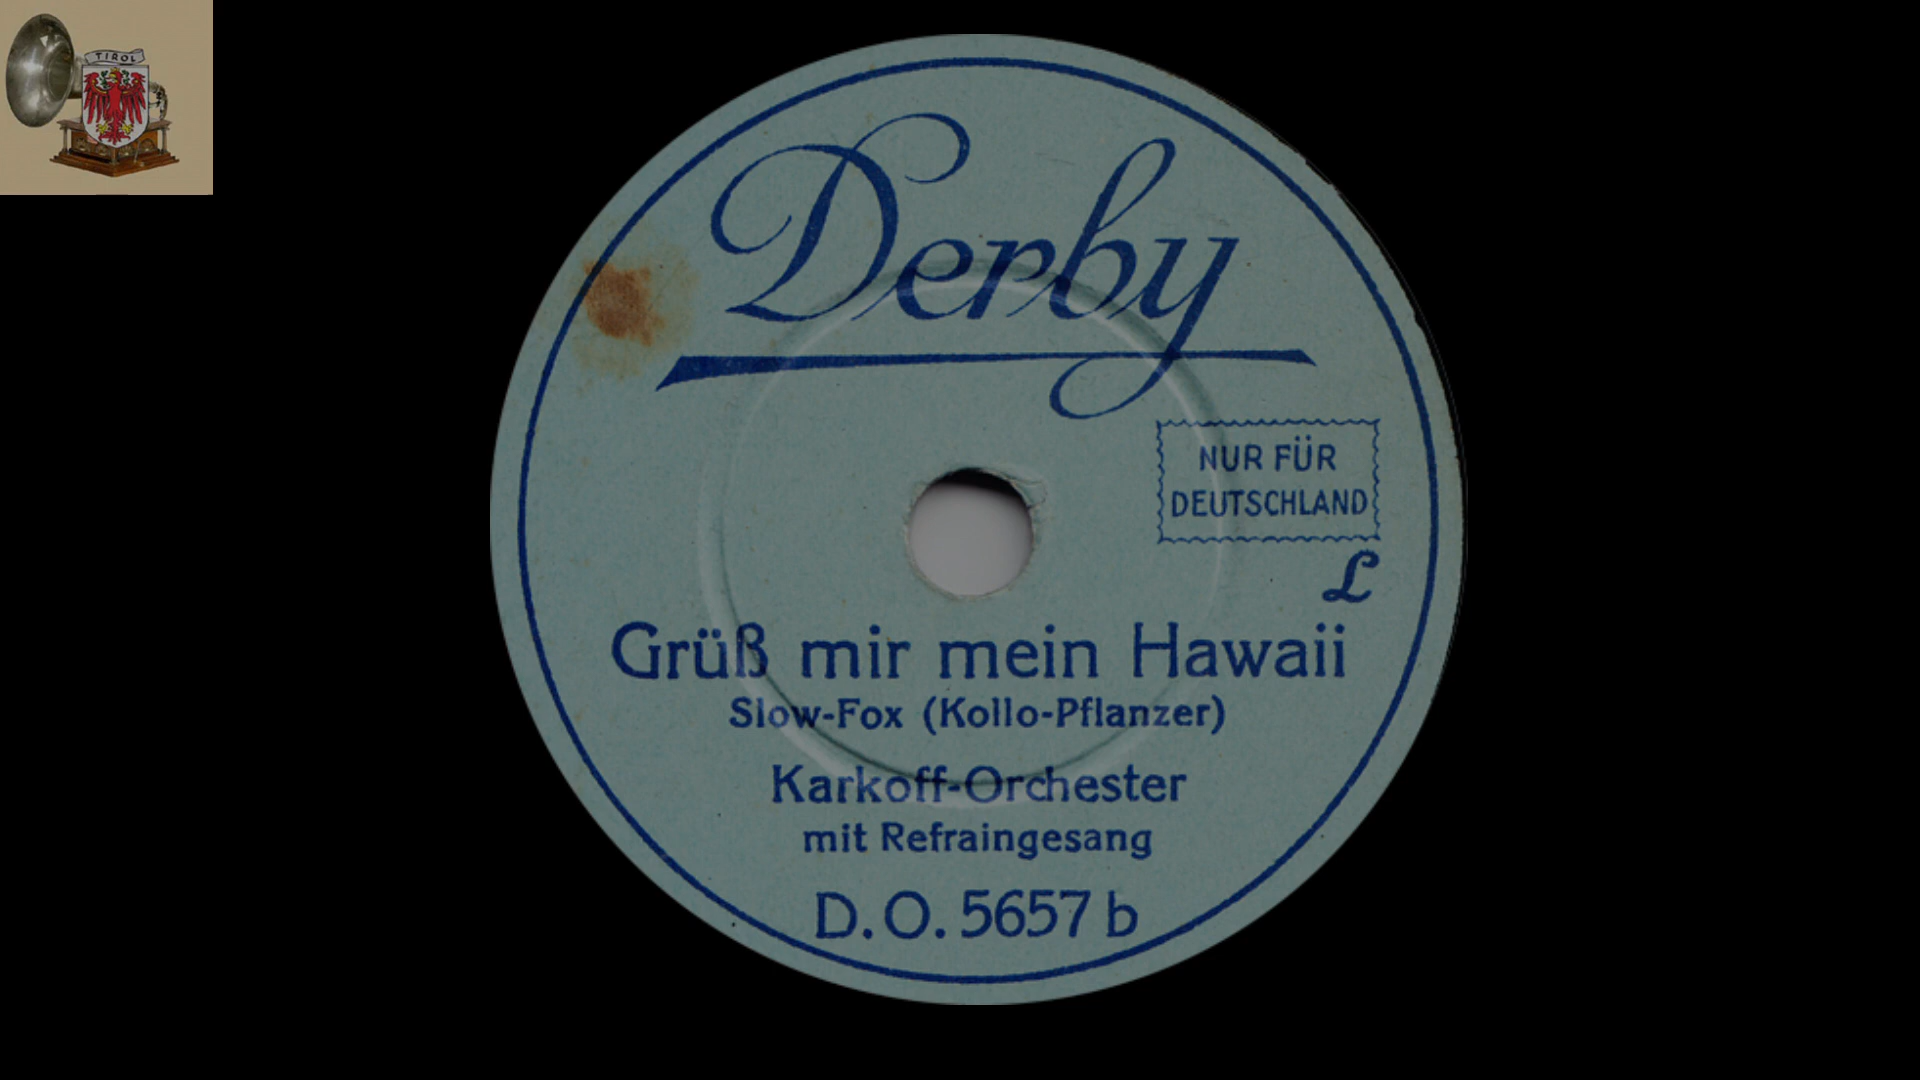 TIROL
Derby
NUR FÜR
DEUTSCHLAND
L
Grüß mir mein Hawaii
Slow-Fox (Kollo-Pflanzer)
Karkoff-Orchester
mit Refraingesang
D.O. 5657 b